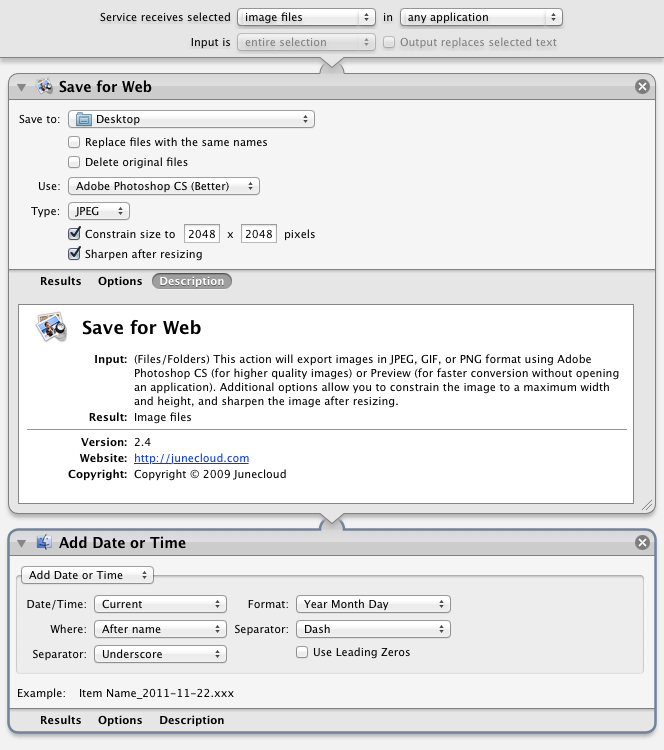 Service receives selected image files in any application
Input is entire selection Output replaces selected text
Save for Web
Save to: Desktop
Replace files with the same names
Delete original files
Use: Adobe Photoshop CS (Better)
Type: JPEG
Constrain size to 2048 x 2048 pixels
Sharpen after resizing
Results Options Description
Save for Web
Input: (Files/Folders) This action will export images in JPEG, GIF, or PNG format using Adobe
Photoshop CS (for higher quality images) or Preview (for faster conversion without opening
an application). Additional options allow you to constrain the image to a maximum width
and height, and sharpen the image after resizing.
Result: Image files
Version: 2.4
Website: http://junecloud.com
Copyright: Copyright © 2009 Junecloud
Add Date or Time
Add Date or Time
Date/Time: Current Format: Year Month Day
Where: After name Separator: Dash
Separator: Underscore Use Leading Zeros
Example: Item Name_2011-11-22.xxx
Results Options Description